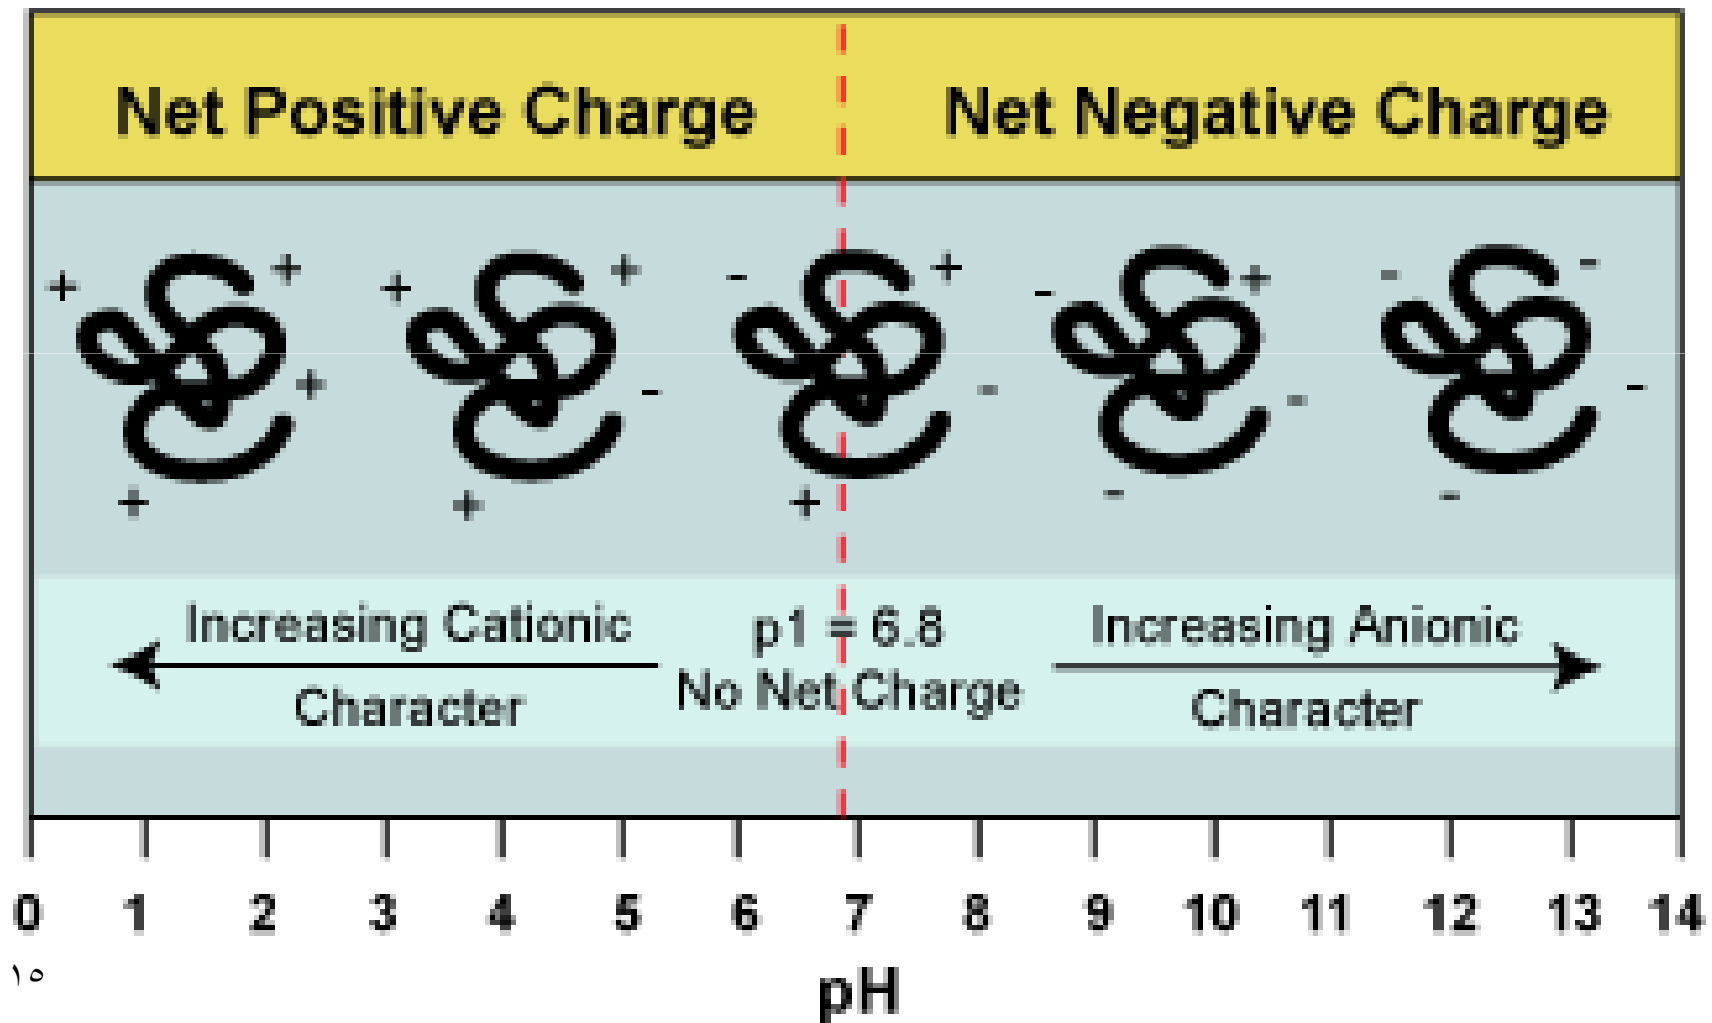 Net Positive Charge Net Negative Charge
+ + + + - + - + - -
+ - - - -
+ + + - -
Increasing Cationic p1 = 6.8 Increasing Anionic
Character No Net Charge Character
0 1 2 3 4 5 6 7 8 9 10 11 12 13 14
١٥
pH